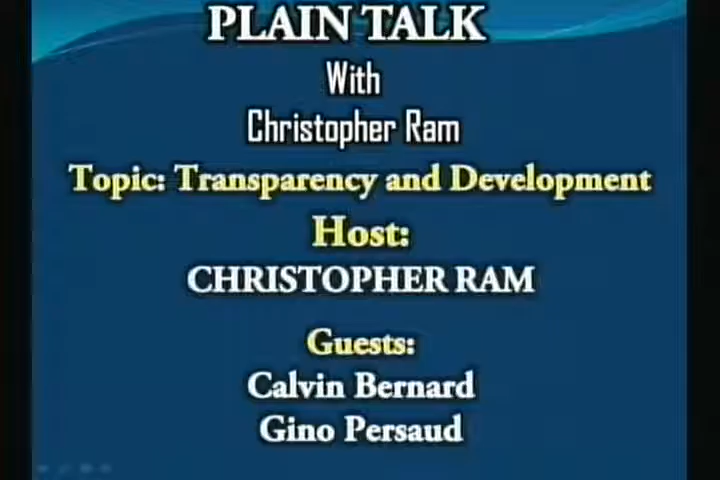 PLAIN TALK
With
Christopher Ram
Topic: Transparency and Development
Host:
CHRISTOPHER RAM
Guests:
Calvin Bernard
Gino Persaud